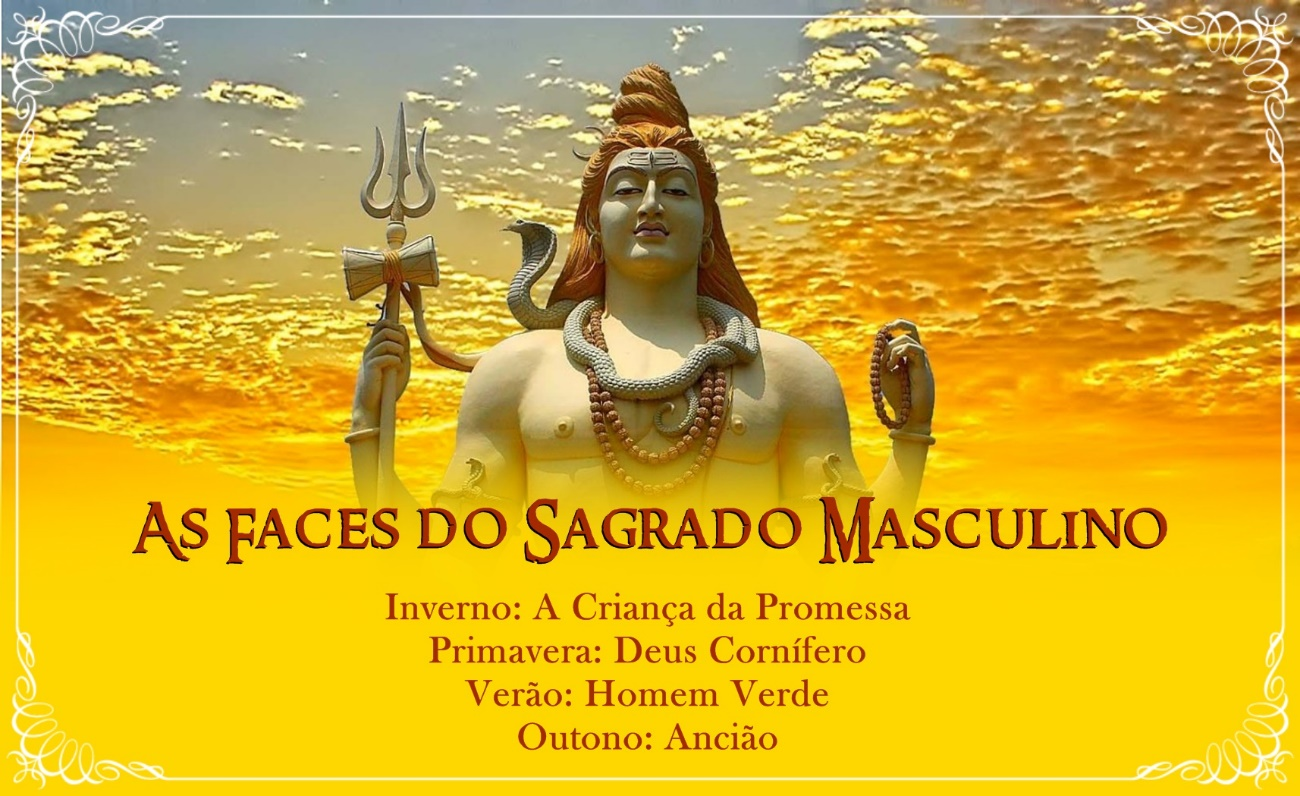 As Faces do Sagrado Masculino
Inverno: A Criança da Promessa
Primavera: Deus Cornífero
Verão: Homem Verde
Outono: Ancião